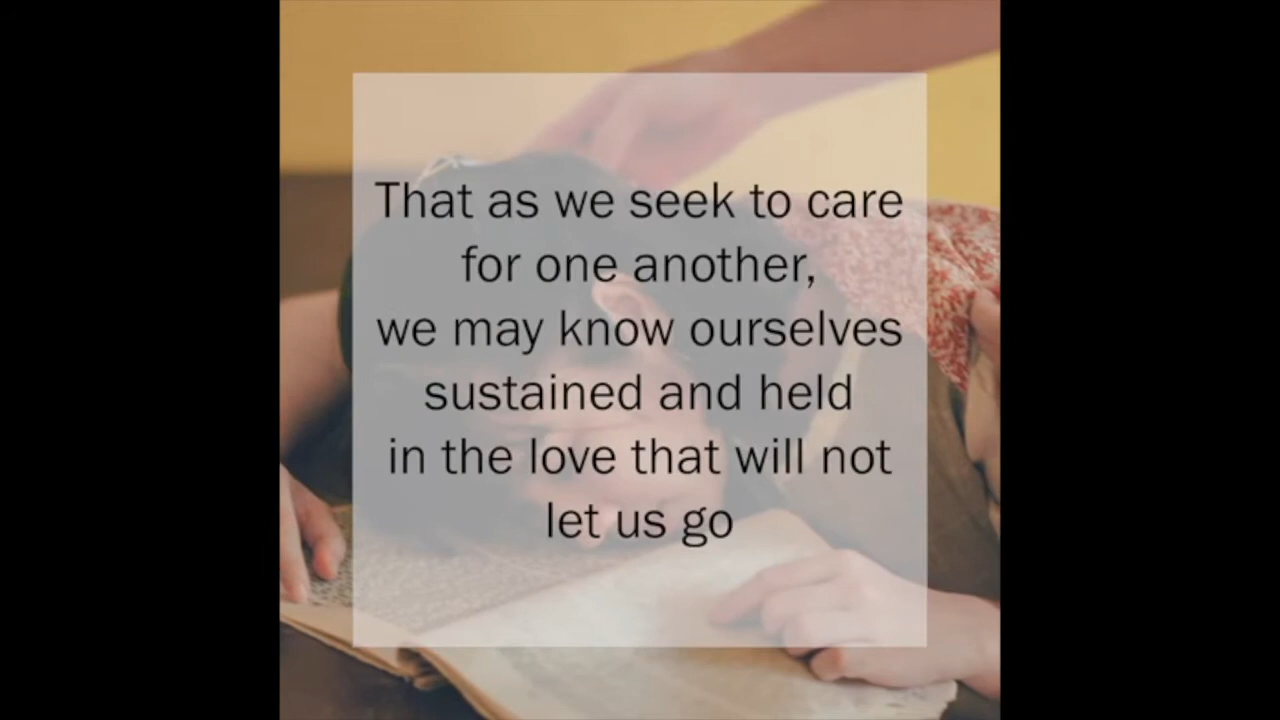 That as we seek to care
for one another,
we may know ourselves
sustained and held
in the love that will not
let us go